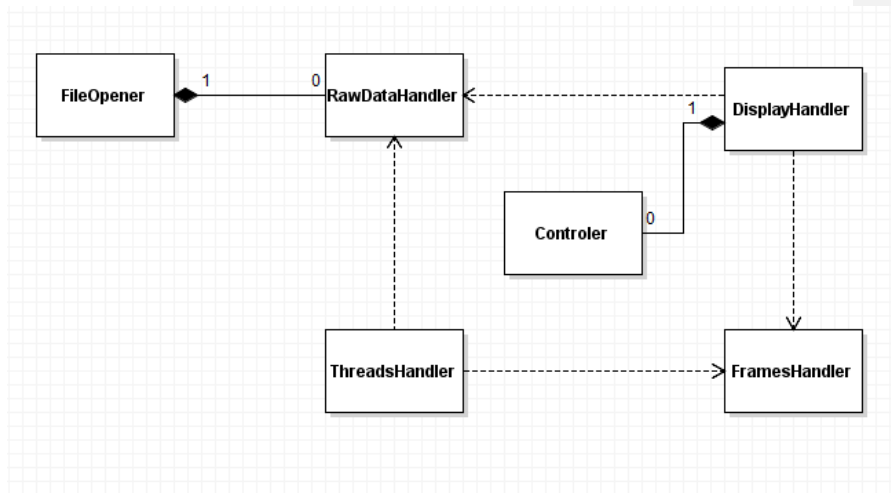 FileOpener
1
0
RawDataHandler
1
DisplayHandler
0
Controler
ThreadsHandler
FramesHandler